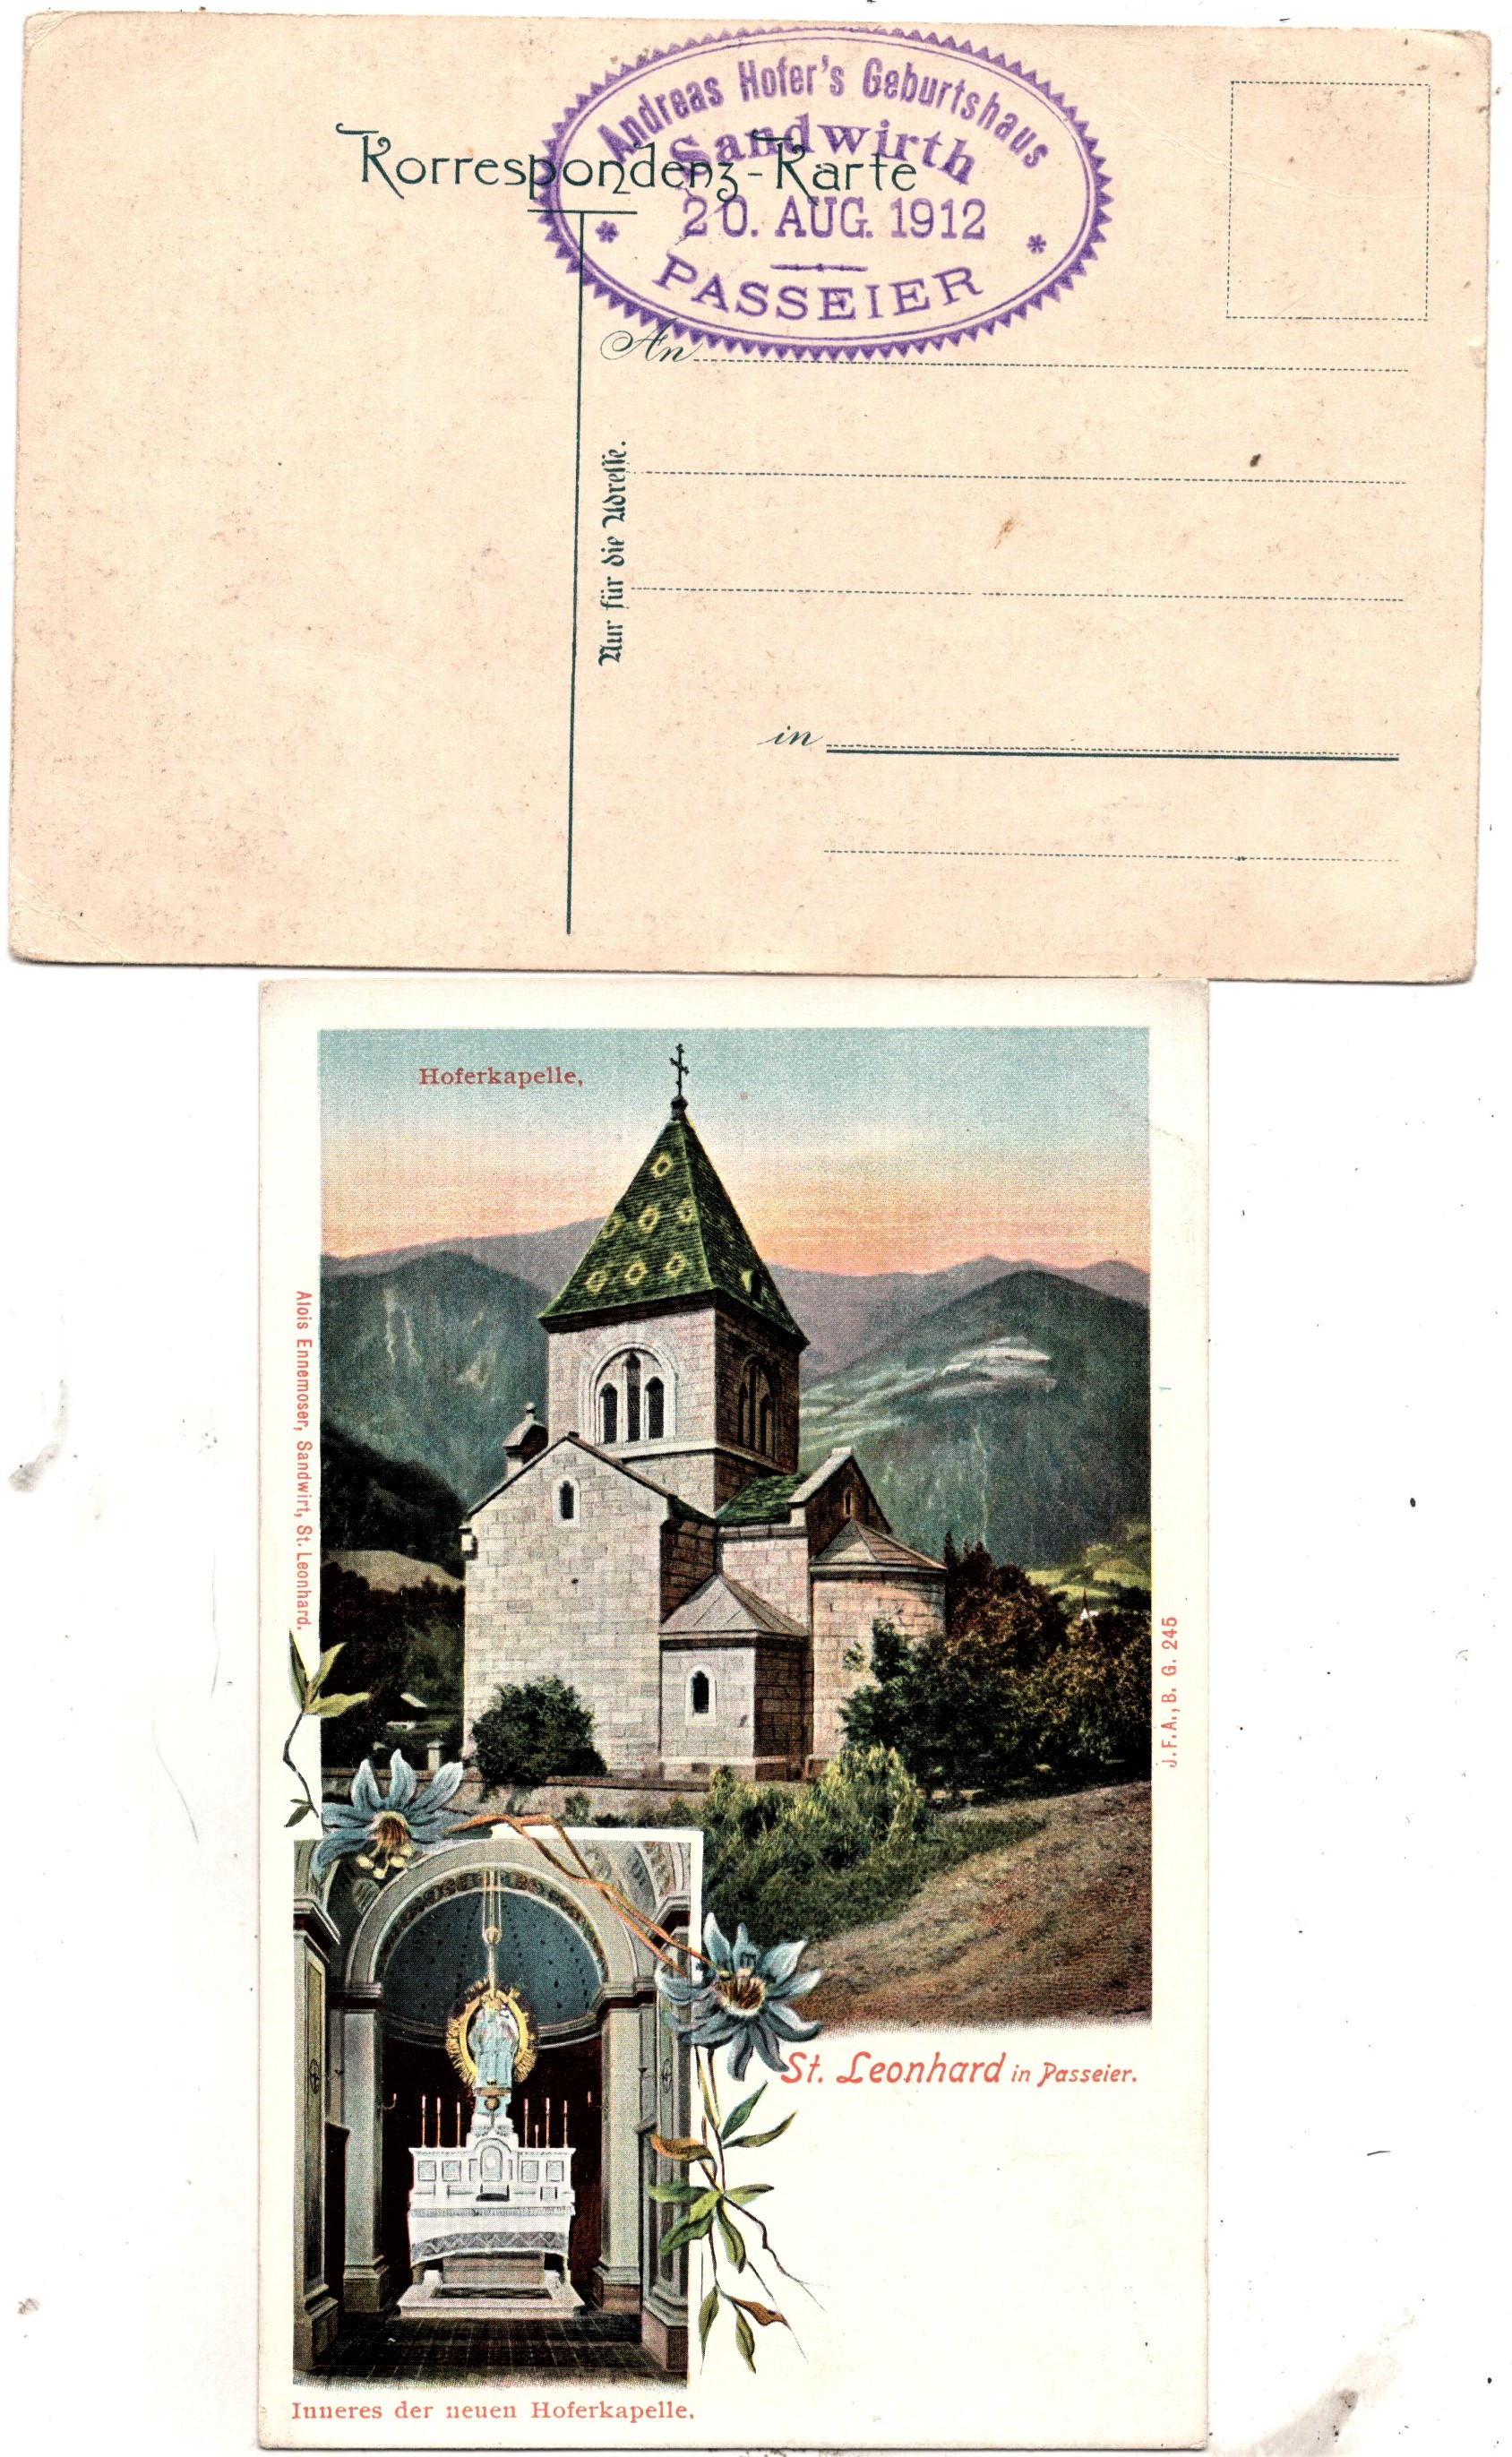 Andreas Hofer's Geburtshaus
Sandwirth
Korrespondenz-Karte
20. AUG. 1912
* *
PASSEIER
An
Nur für die Adresse.
in
Hoferkapelle,
Alois Ennemoser, Sandwirt, St. Leonhard.
J. F. A., B. G. 245
St. Leonhard in Passeier.
Inneres der neuen Hoferkapelle.